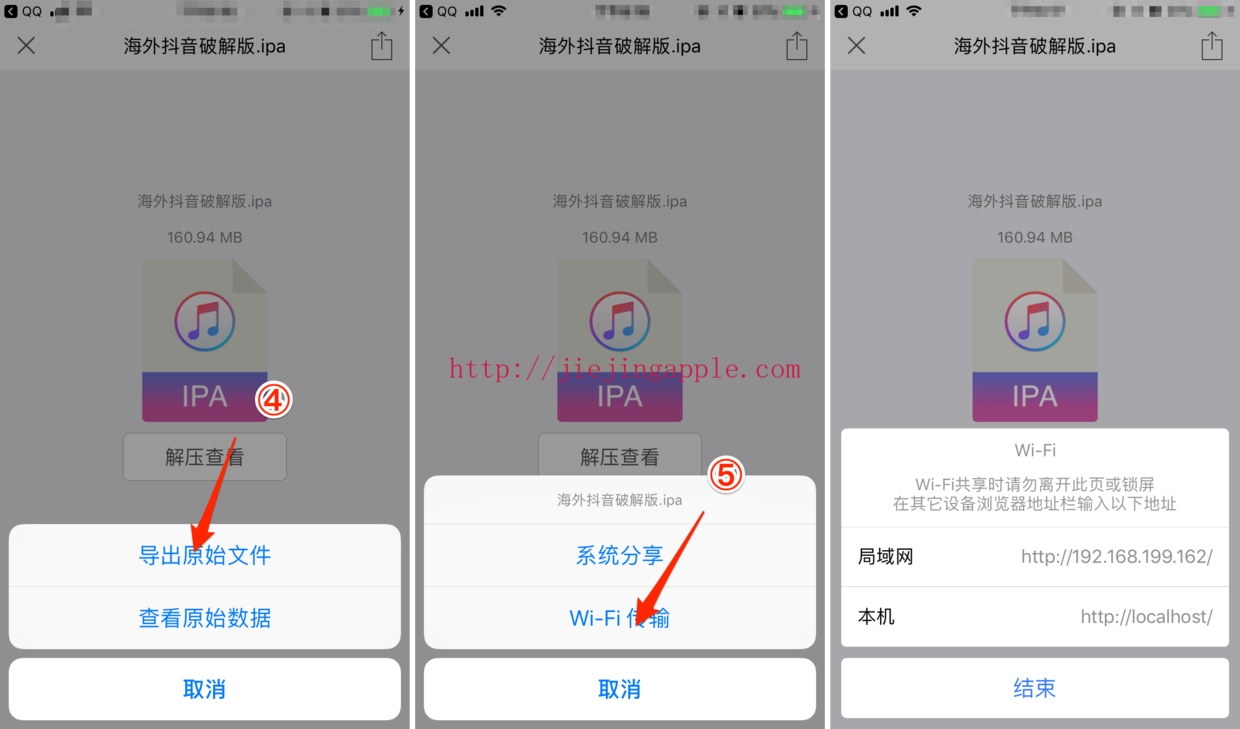 QQ
海外抖音破解版.ipa
海外抖音破解版.ipa
160.94 MB
IPA
④
解压查看
导出原始文件
查看原始数据
取消
QQ
海外抖音破解版.ipa
海外抖音破解版.ipa
160.94 MB
http://jiejingapple.com
IPA
解压查看
⑤
海外抖音破解版.ipa
系统分享
Wi-Fi 传输
取消
QQ
海外抖音破解版.ipa
海外抖音破解版.ipa
160.94 MB
IPA
Wi-Fi
Wi-Fi共享时请勿离开此页或锁屏
在其它设备浏览器地址栏输入以下地址
局域网 http://192.168.199.162/
本机 http://localhost/
结束